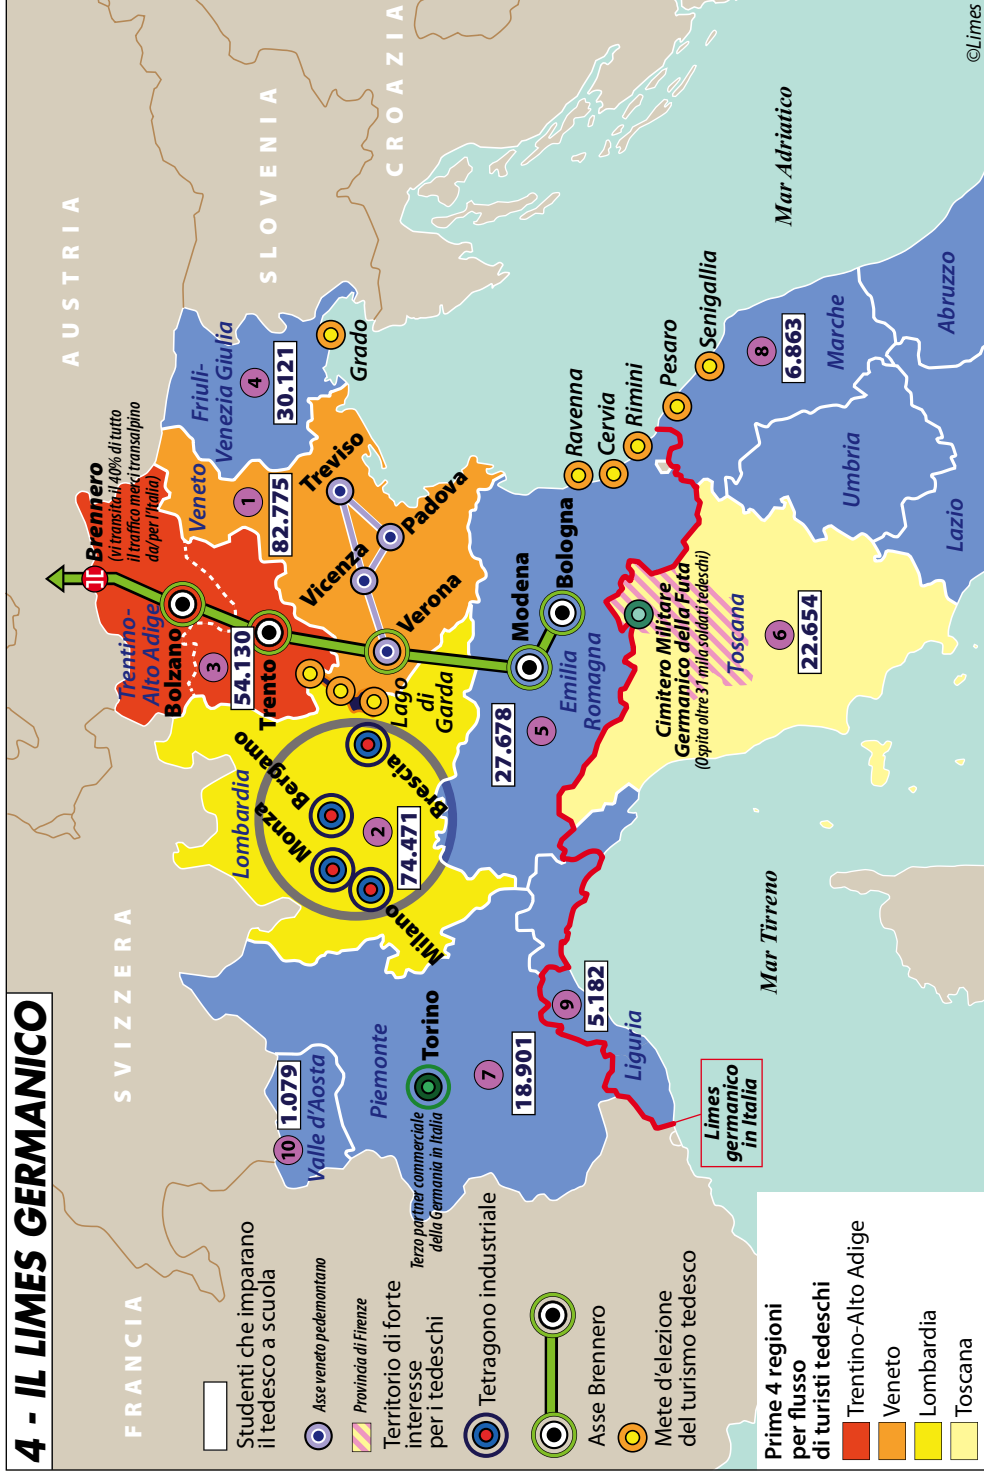 4 - IL LIMES GERMANICO
FRANCIA
SVIZZERA
AUSTRIA
SLOVENIA
CROAZIA
Studenti che imparano
il tedesco a scuola
Asse veneto pedemontano
Provincia di Firenze
Territorio di forte
interesse
per i tedeschi
Tetragono industriale
Asse Brennero
Mete d'elezione
del turismo tedesco
Prime 4 regioni
per flusso
di turisti tedeschi
Trentino-Alto Adige
Veneto
Lombardia
Toscana
10
1.079
Valle d'Aosta
Piemonte
Torino
Terzo partner commerciale
della Germania in Italia
7
18.901
9
5.182
Liguria
Limes
germanico
in Italia
Lombardia
Monza
Bergamo
Milano
Brescia
2
74.471
Trentino-
Alto Adige
Bolzano
3
54.130
Trento
Brennero
(vi transita il 40% di tutto
il traffico merci transalpino
da/per l'Italia)
Veneto
1
82.775
Vicenza
Treviso
Padova
Verona
Lago
di
Garda
Friuli-
Venezia Giulia
4
30.121
Grado
27.678
5
Emilia
Romagna
Modena
Bologna
Ravenna
Cervia
Rimini
Pesaro
Senigallia
Cimitero Militare
Germanico della Futa
(Ospita oltre 31 mila soldati tedeschi)
Toscana
6
22.654
8
6.863
Marche
Umbria
Lazio
Abruzzo
Mar Tirreno
Mar Adriatico
©Limes